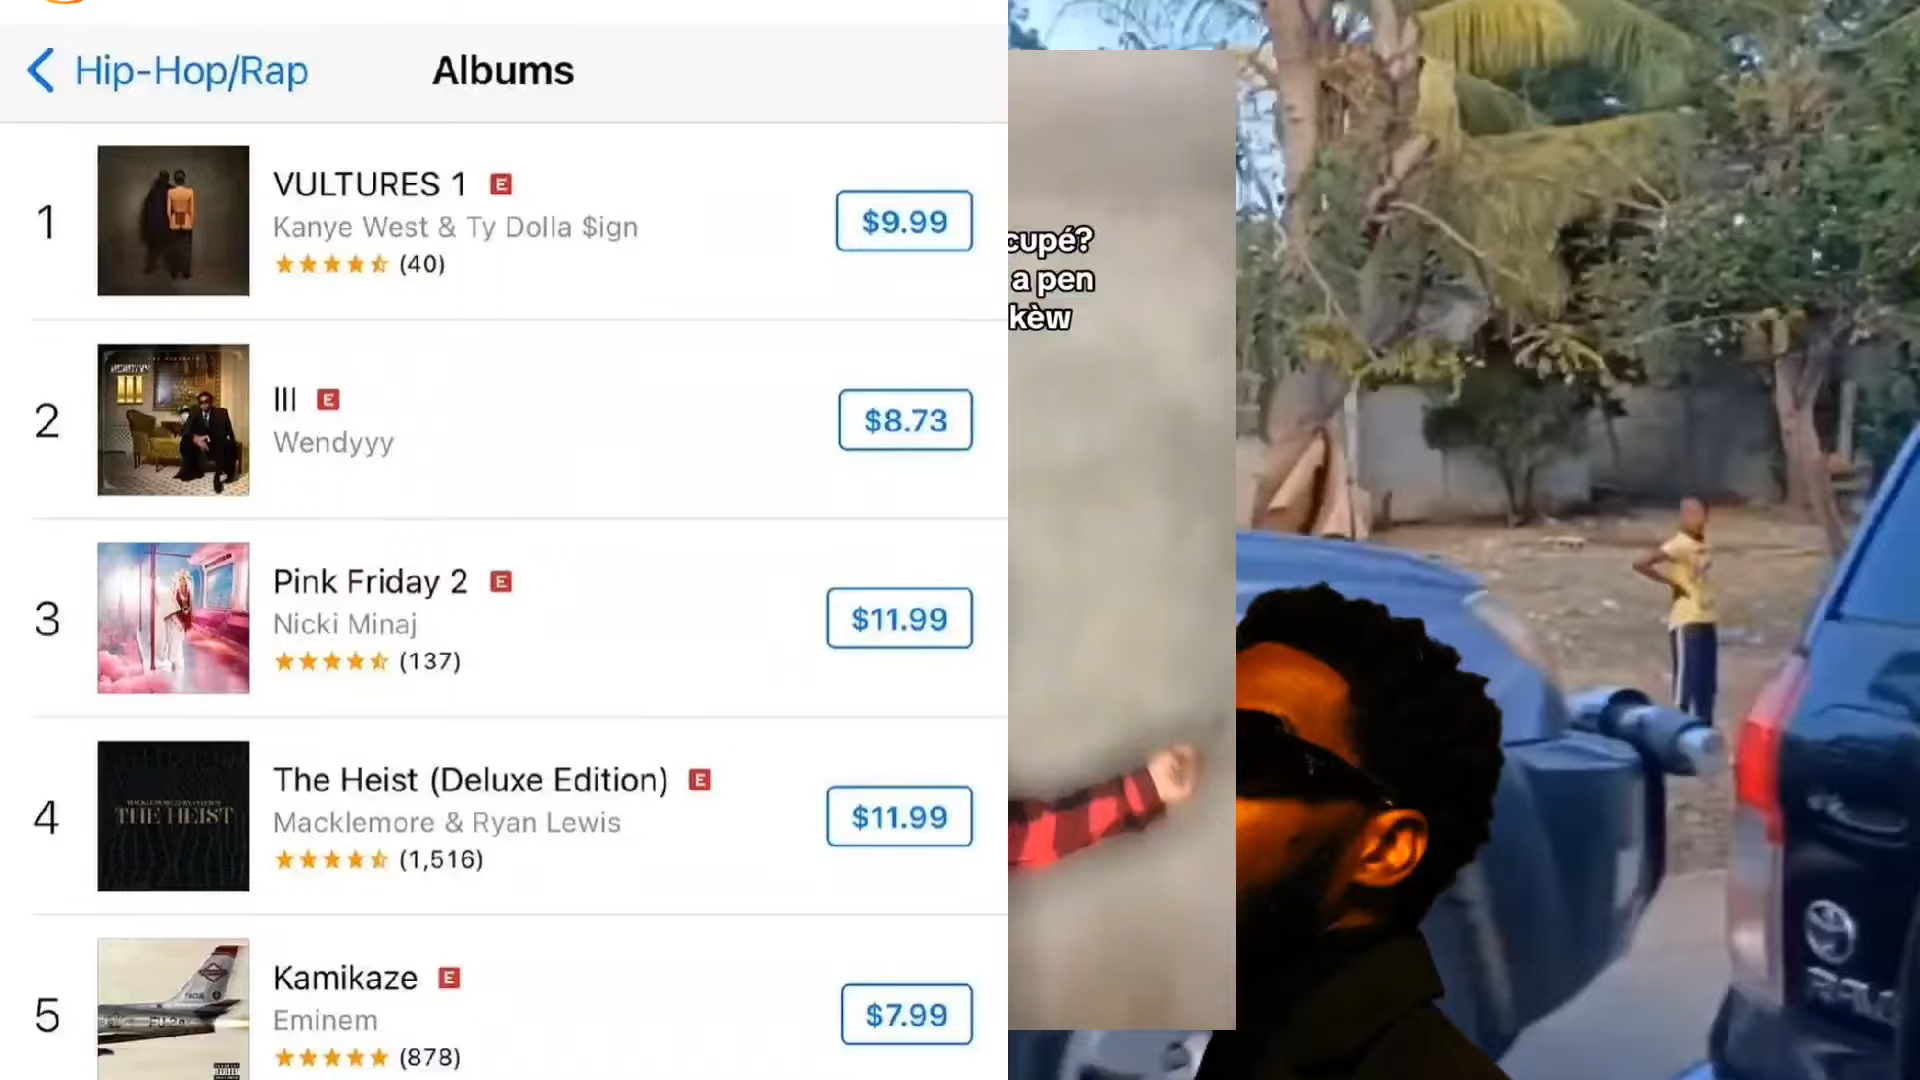 Hip-Hop/Rap
Albums
1
VULTURES 1 E
Kanye West & Ty Dolla $ign
(40)
$9.99
2
III E
Wendyyy
$8.73
3
Pink Friday 2 E
Nicki Minaj
(137)
$11.99
4
THE HEIST
The Heist (Deluxe Edition) E
Macklemore & Ryan Lewis
(1,516)
$11.99
5
Kamikaze E
Eminem
(878)
$7.99
cupé?
a pen
kèw